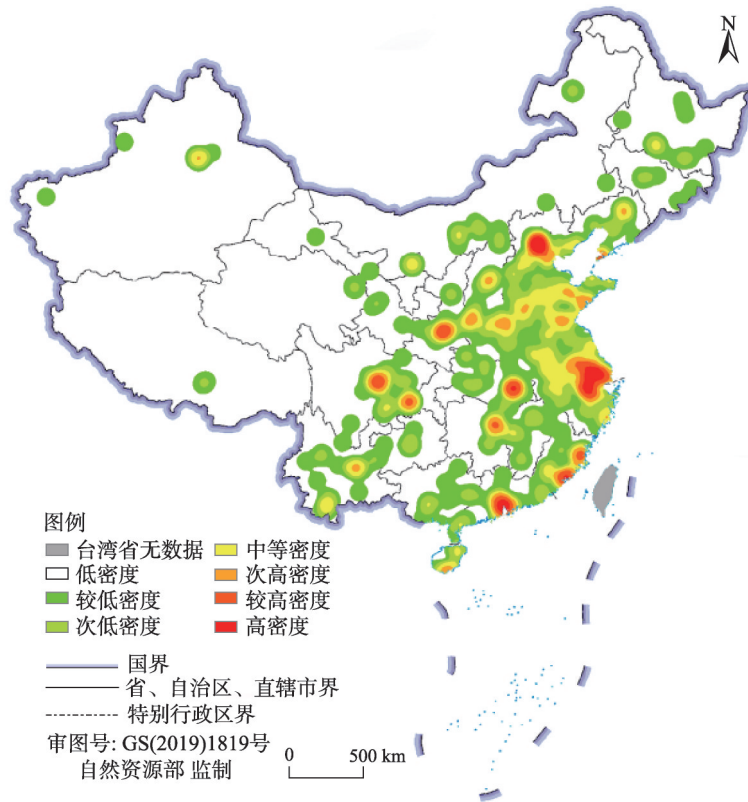 N
图例
台湾省无数据 中等密度
低密度 次高密度
较低密度 较高密度
次低密度 高密度
国界
省、自治区、直辖市界
特别行政区界
审图号: GS(2019)1819号
自然资源部 监制
0 500 km